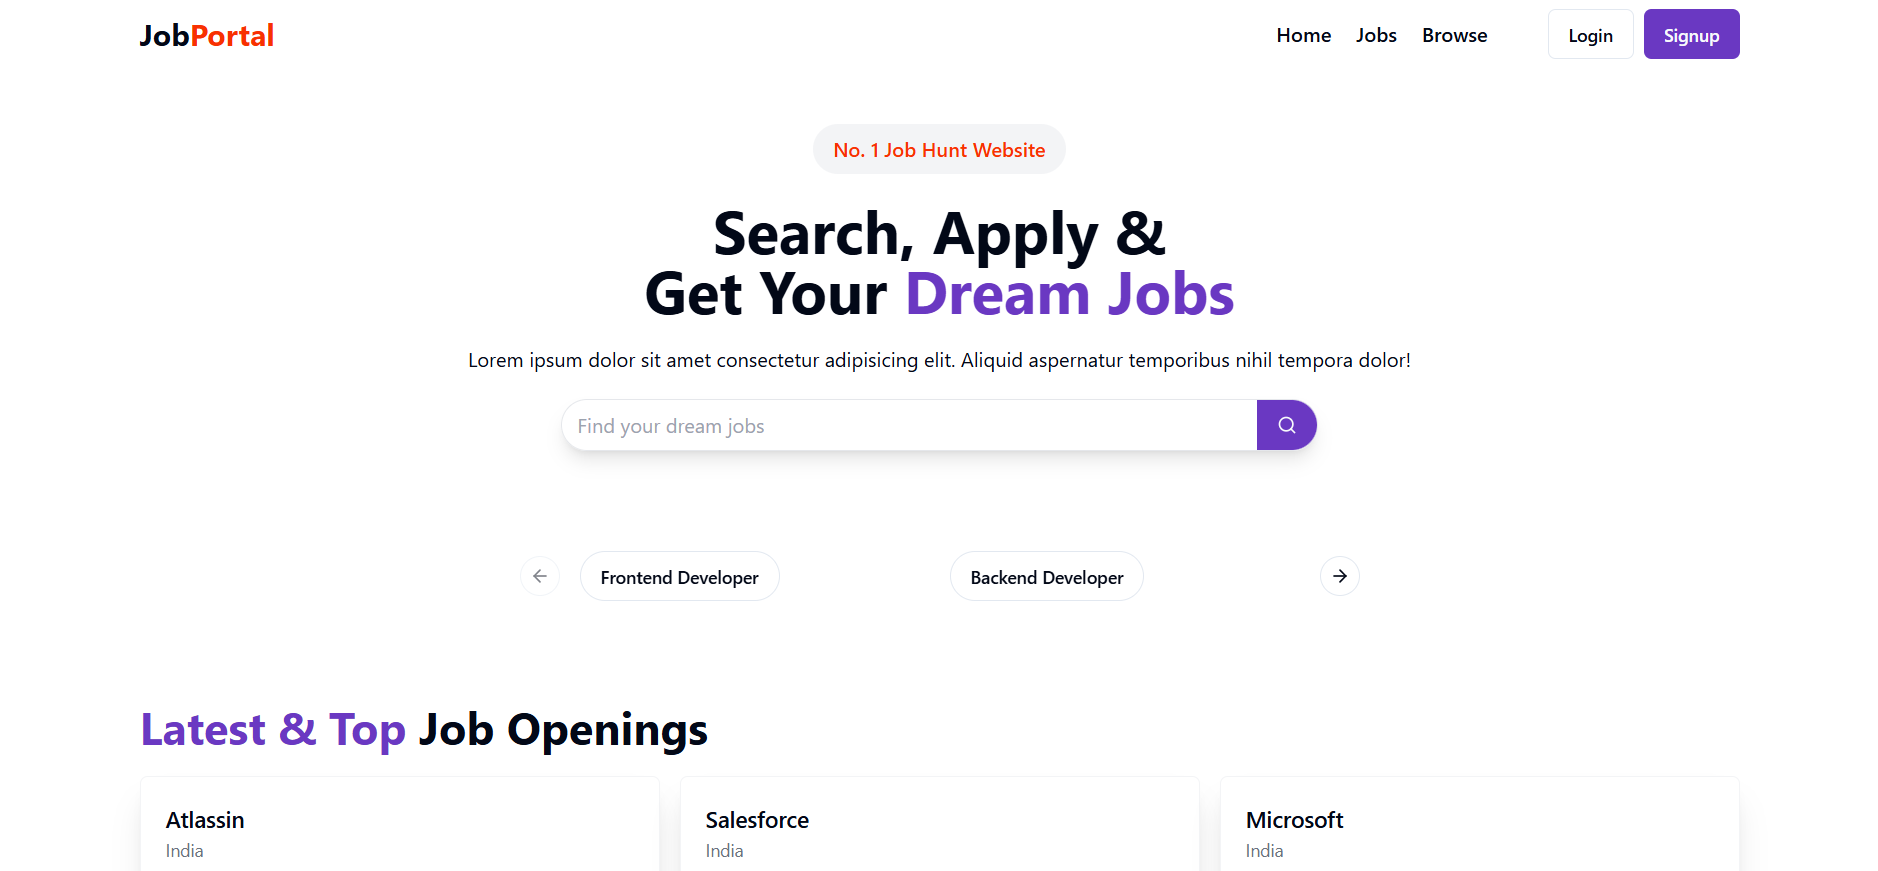 JobPortal
Home Jobs Browse Login Signup
No. 1 Job Hunt Website
Search, Apply &
Get Your Dream Jobs
Lorem ipsum dolor sit amet consectetur adipisicing elit. Aliquid aspernatur temporibus nihil tempora dolor!
Find your dream jobs
Frontend Developer Backend Developer
Latest & Top Job Openings
Atlassin Salesforce Microsoft
India India India